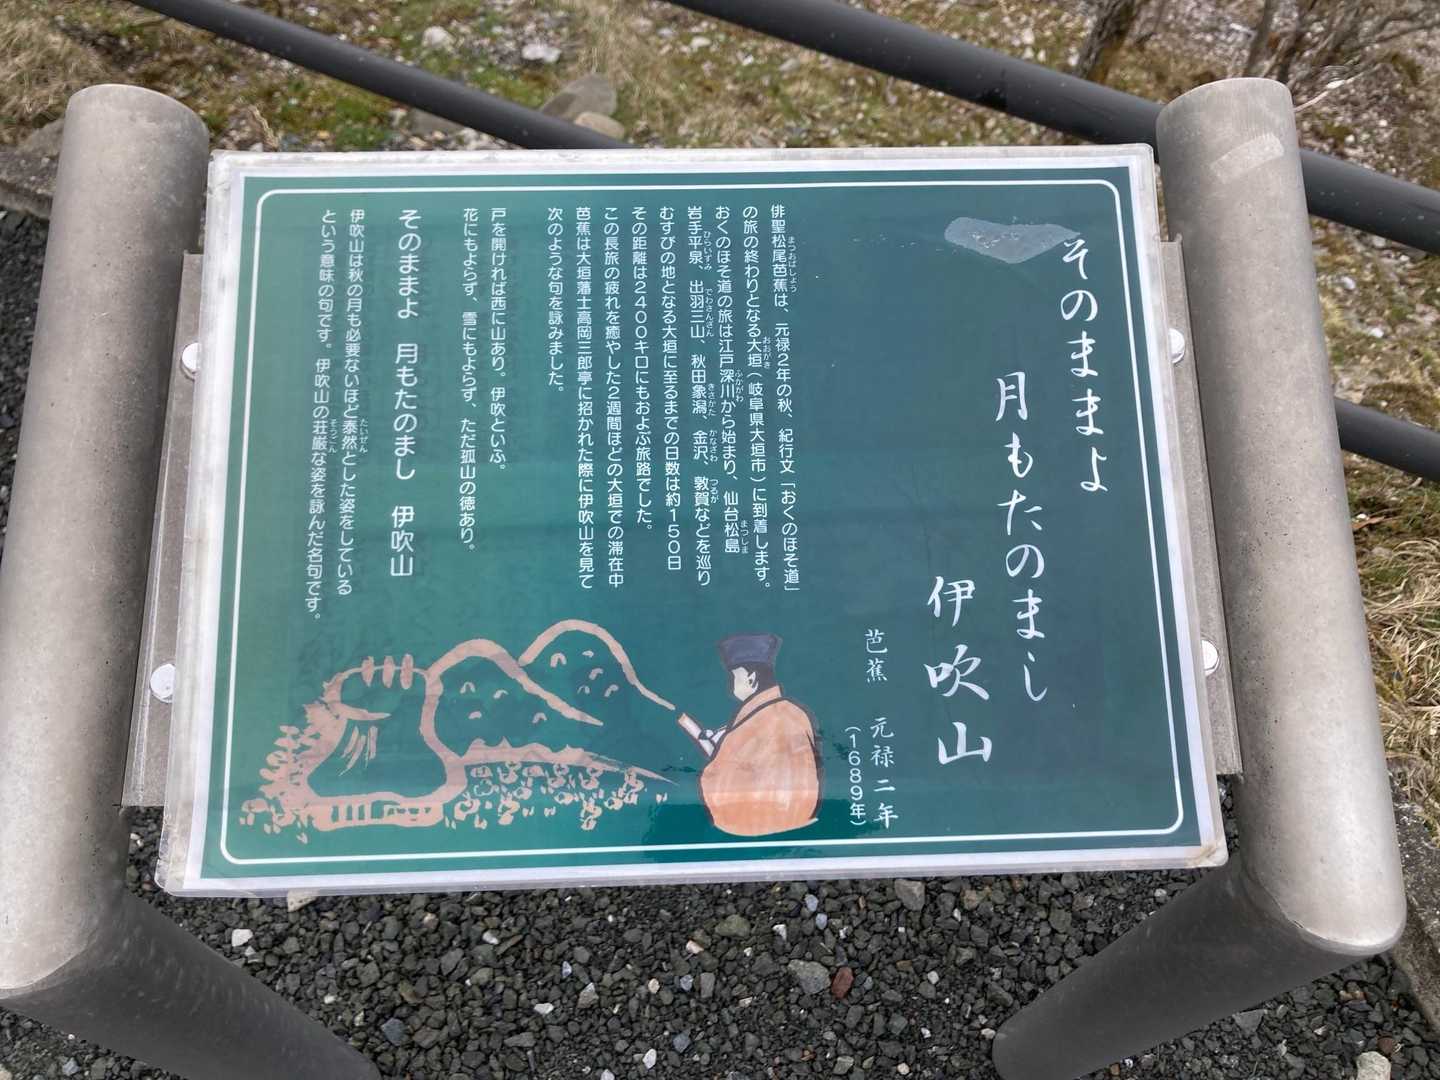 そのままよ
月もたのまし
伊吹山
芭蕉 元禄二年
(1689年)
俳聖松尾芭蕉は、元禄2年の秋、紀行文「おくのほそ道」
の旅の終わりとなる大垣(岐阜県大垣市)に到着します。
おくのほそ道の旅は江戸深川から始まり、仙台松島
岩手平泉、出羽三山、秋田象潟、金沢、敦賀などを巡り
むすびの地となる大垣に至るまでの日数は約150日
その距離は2400キロにもおよぶ旅路でした。
この長旅の疲れを癒やした2週間ほどの大垣での滞在中
芭蕉は大垣藩士高岡三郎亭に招かれた際に伊吹山を見て
次のような句を詠みました。
戸を開ければ西に山あり。伊吹といふ。
花にもよらず、雪にもよらず、ただ孤山の徳あり。
そのままよ 月もたのまし 伊吹山
伊吹山は秋の月も必要ないほど泰然とした姿をしている
という意味の句です。伊吹山の荘厳な姿を詠んだ名句です。